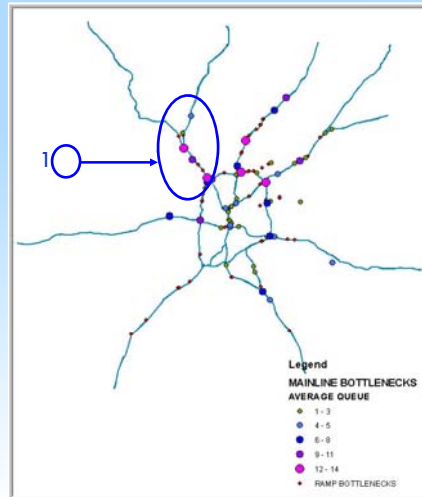 1
Legend
MAINLINE BOTTLENECKS
AVERAGE QUEUE
1 - 3
4 - 5
6 - 8
9 - 11
12 - 14
RAMP BOTTLENECKS